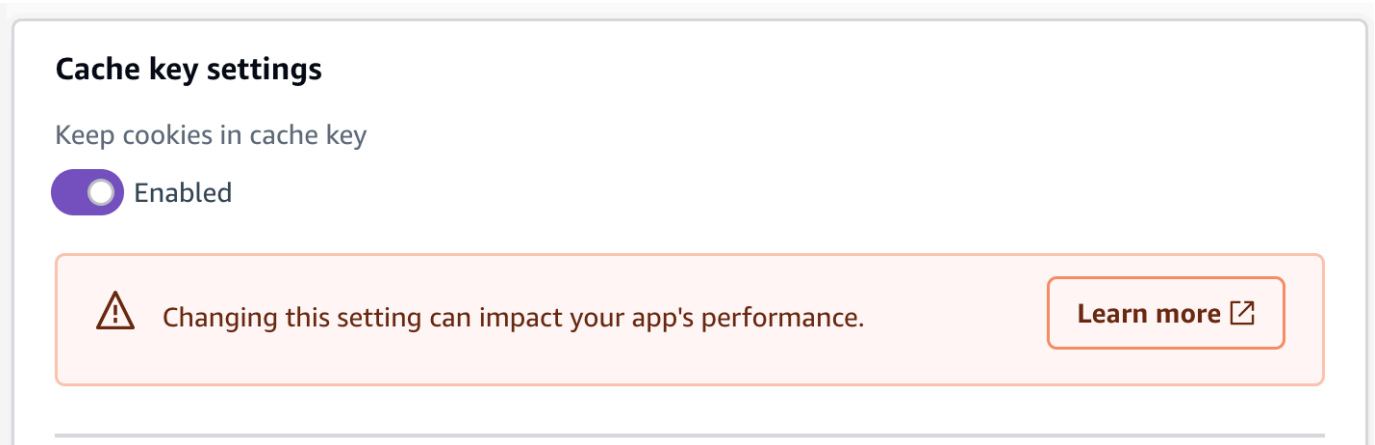 Cache key settings
Keep cookies in cache key
Enabled
Changing this setting can impact your app's performance.
Learn more